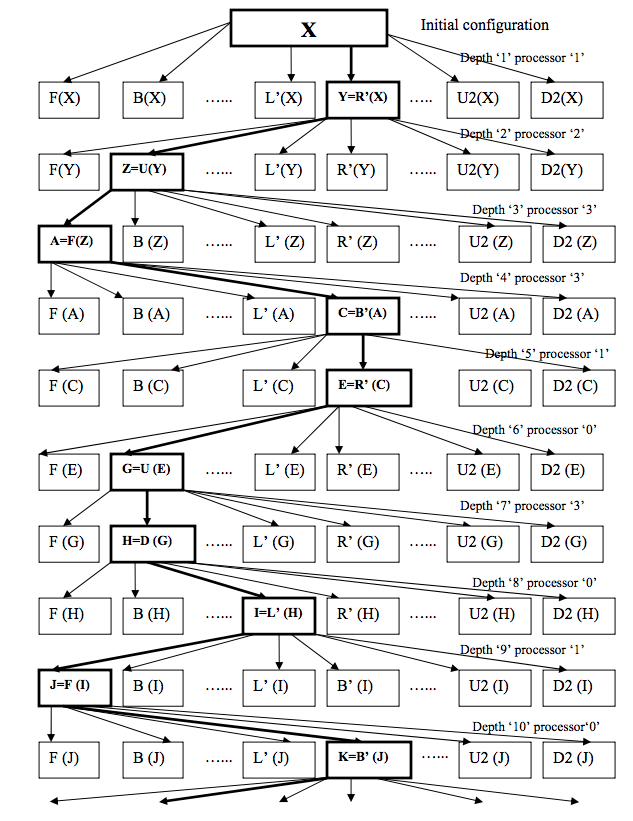 X
Initial configuration
Depth ‘1’ processor ‘1’
F(X) B(X) …... L’(X) Y=R’(X) ….. U2(X) D2(X)
Depth ‘2’ processor ‘2’
F(Y) Z=U(Y) …... L’(Y) R’(Y) …... U2(Y) D2(Y)
Depth ‘3’ processor ‘3’
A=F(Z) B (Z) …... L’ (Z) R’ (Z) …... U2 (Z) D2 (Z)
Depth ‘4’ processor ‘3’
F (A) B (A) …... L’ (A) C=B’(A) …... U2 (A) D2 (A)
Depth ‘5’ processor ‘1’
F (C) B (C) L’ (C) E=R’ (C) U2 (C) D2 (C)
Depth ‘6’ processor ‘0’
F (E) G=U (E) …... L’ (E) R’ (E) …... U2 (E) D2 (E)
Depth ‘7’ processor ‘3’
F (G) H=D (G) …... L’ (G) R’ (G) …... U2 (G) D2 (G)
Depth ‘8’ processor ‘0’
F (H) B (H) …... I=L’ (H) R’ (H) …... U2 (H) D2 (H)
Depth ‘9’ processor ‘1’
J=F (I) B (I) …... L’ (I) B’ (I) …... U2 (I) D2 (I)
Depth ‘10’ processor‘0’
F (J) B (J) …... L’ (J) K=B’ (J) …... U2 (J) D2 (J)